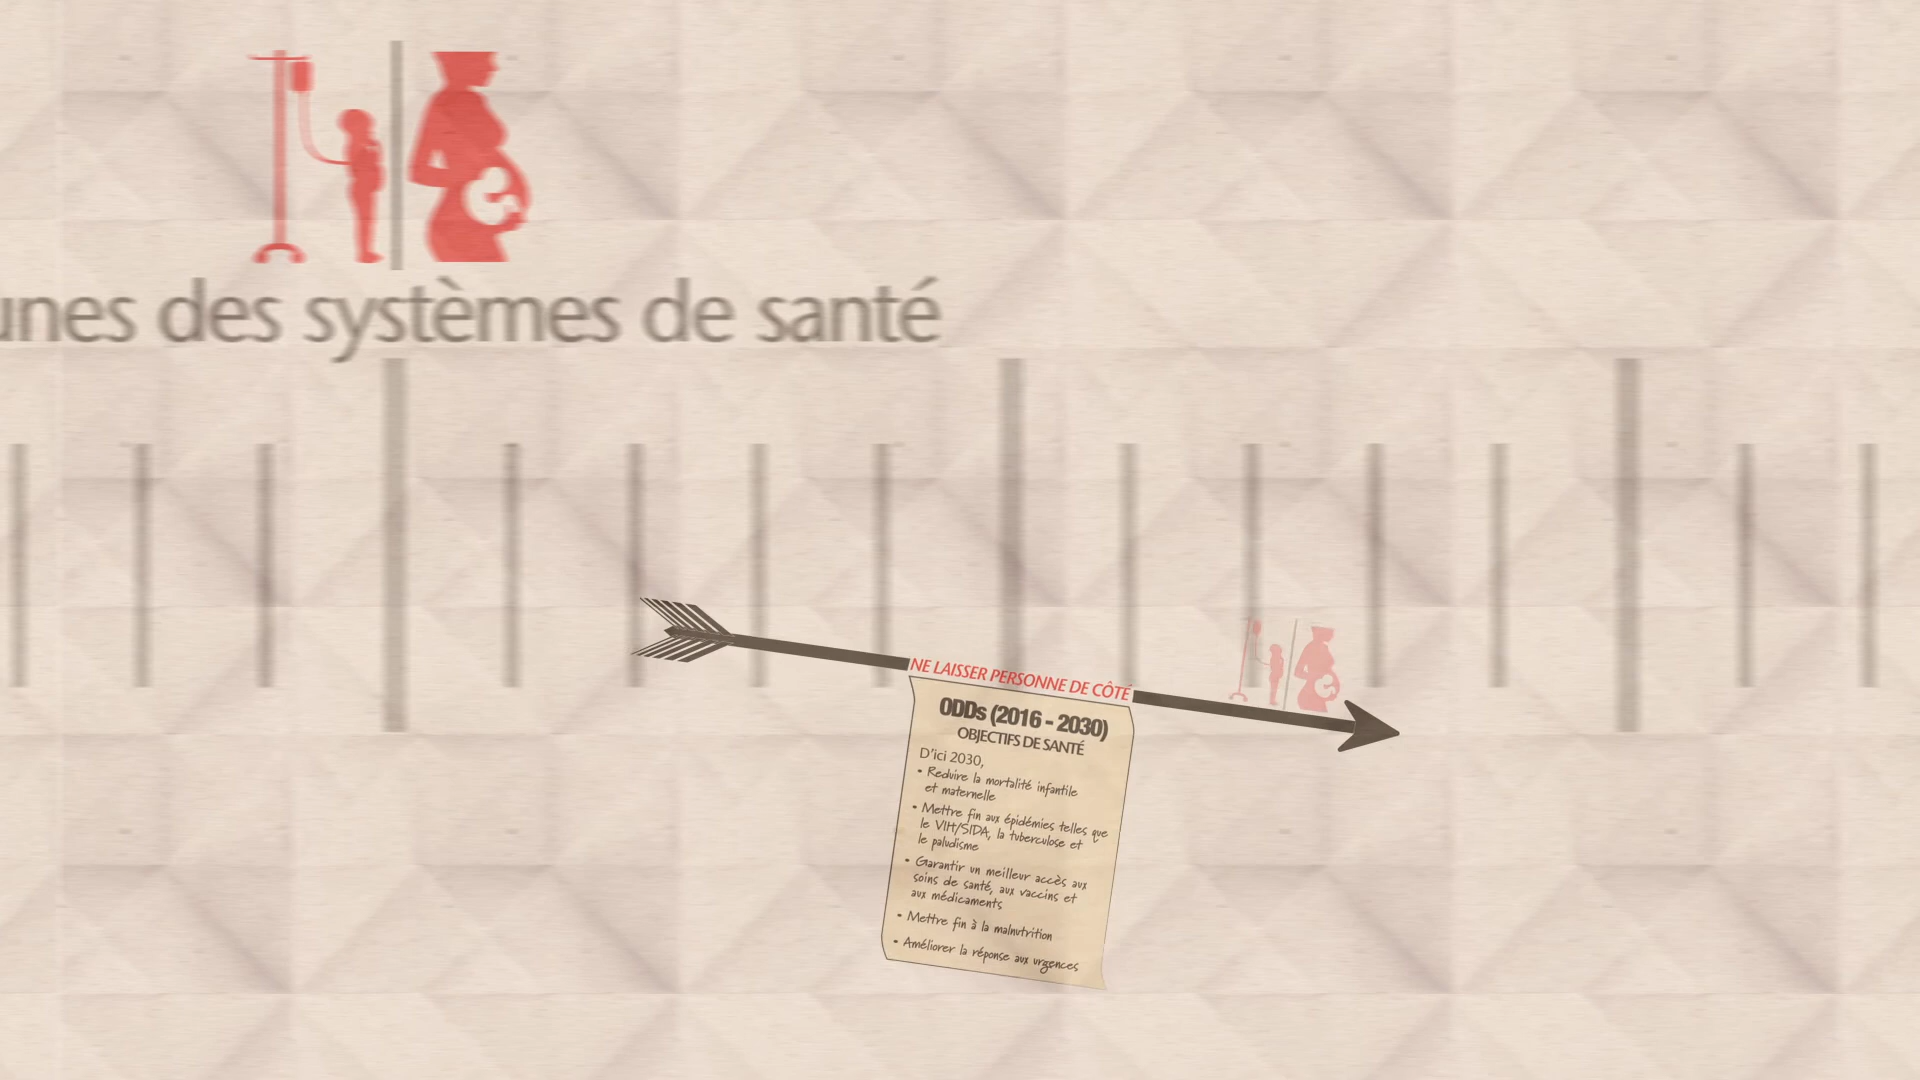 unes des systèmes de santé
NE LAISSER PERSONNE DE CÔTÉ
ODDs (2016 - 2030)
OBJECTIFS DE SANTÉ
D'ici 2030,
• Reduire la mortalité infantile
et maternelle
• Mettre fin aux épidémies telles que
le VIH/SIDA, la tuberculose et
le paludisme
• Garantir un meilleur accès aux
soins de santé, aux vaccins et
aux médicaments
• Mettre fin à la malnutrition
• Améliorer la réponse aux urgences